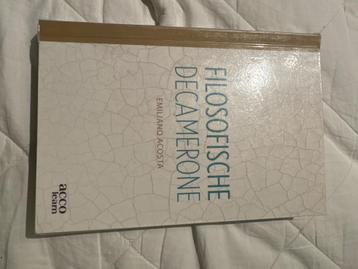 FILOSOFISCHE
DECAMERONE
EMILIANO ACOSTA
acco
learn